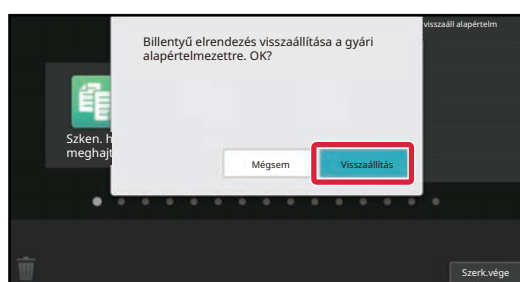 visszaáll alapértelm
Billentyű elrendezés visszaállítása a gyári
alapértelmezettre. OK?
Szken. h
meghajt
Mégsem
Visszaállítás
Szerk.vége